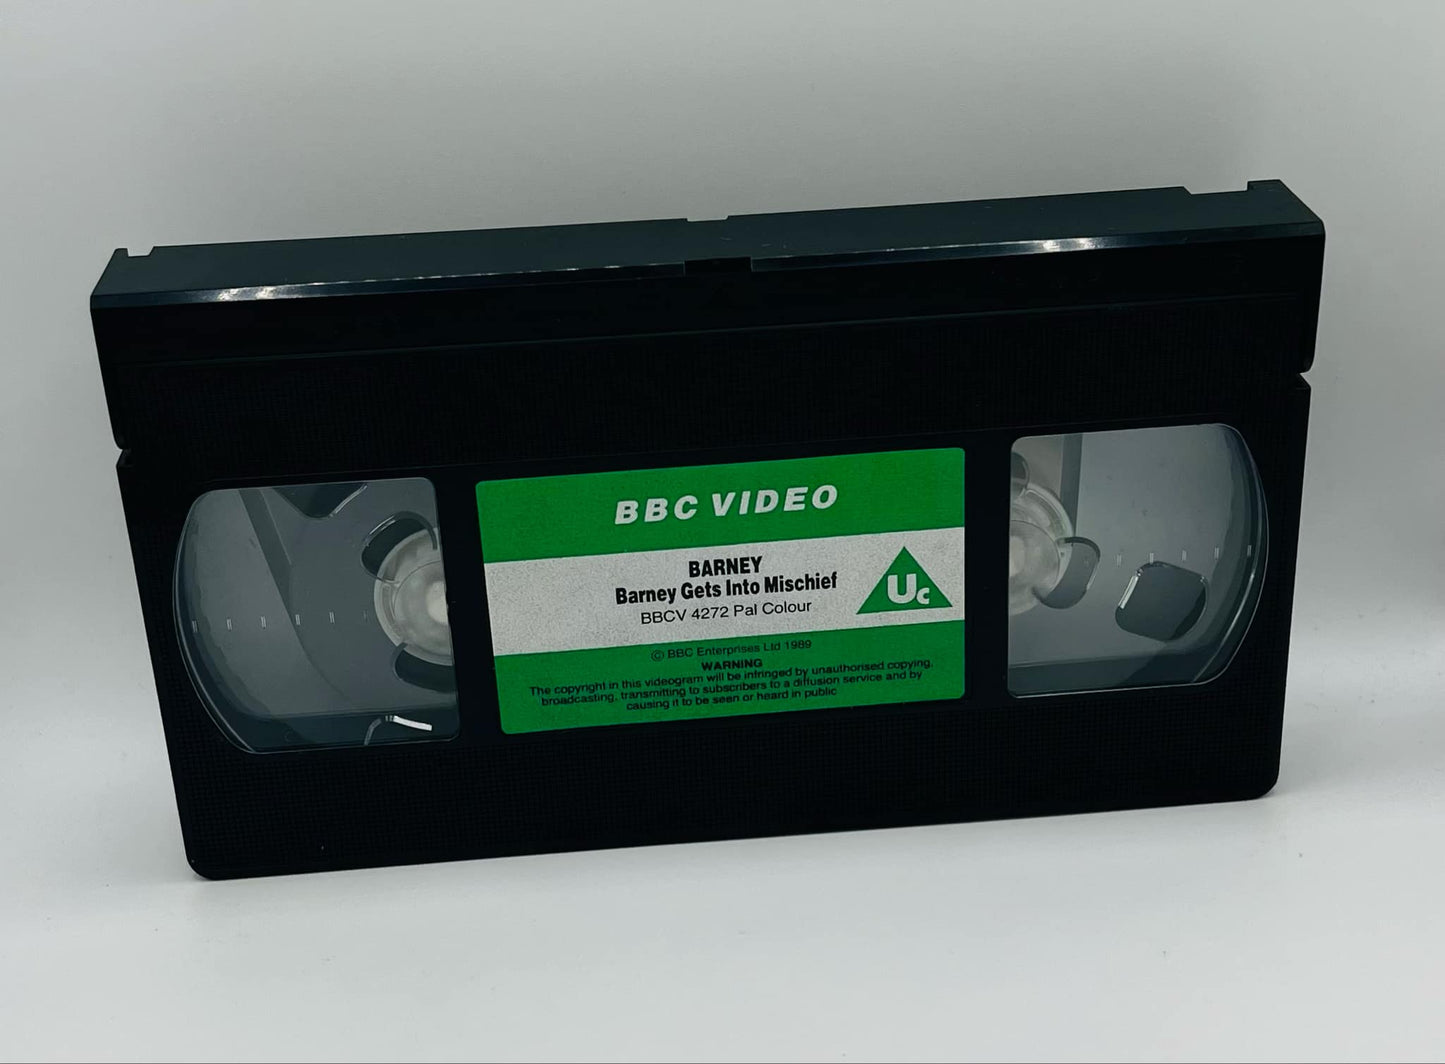 BBC VIDEO
BARNEY
Barney Gets Into Mischief
BBCV 4272 Pal Colour
Uc
© BBC Enterprises Ltd 1989
WARNING
The copyright in this videogram will be infringed by unauthorised copying,
broadcasting, transmitting to subscribers to a diffusion service and by
causing it to be seen or heard in public